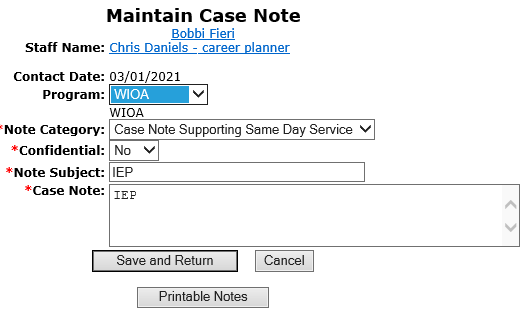 Maintain Case Note
Bobbi Fieri
Staff Name: Chris Daniels - career planner
Contact Date: 03/01/2021
Program: WIOA
WIOA
*Note Category: Case Note Supporting Same Day Service
*Confidential: No
*Note Subject: IEP
*Case Note: IEP
Save and Return Cancel
Printable Notes